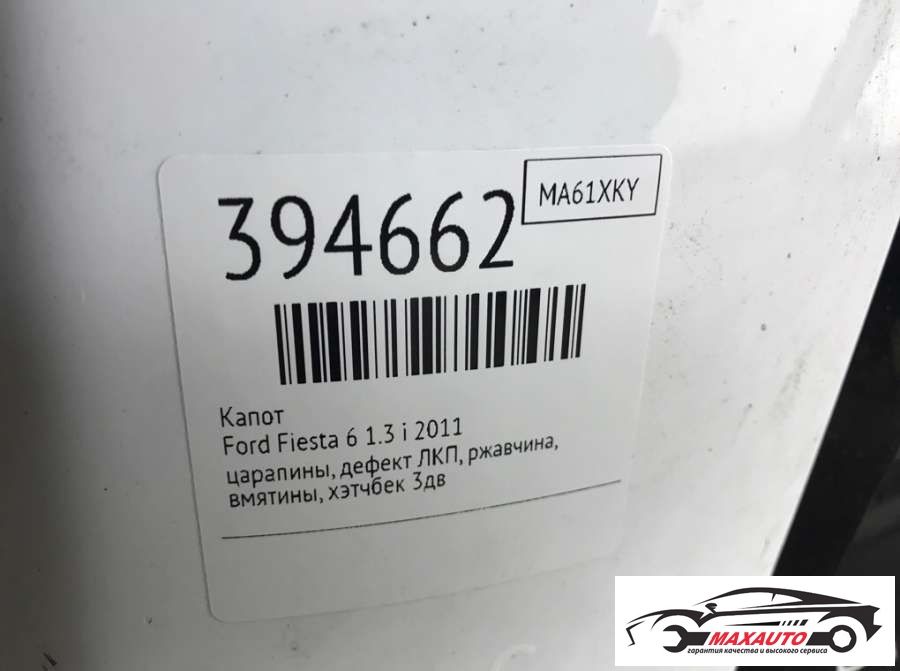 394662
MA61XKY
Капот
Ford Fiesta 6 1.3 i 2011
царапины, дефект ЛКП, ржавчина,
вмятины, хэтчбек 3дв
MAXAUTO
гарантия качества и высокого сервиса